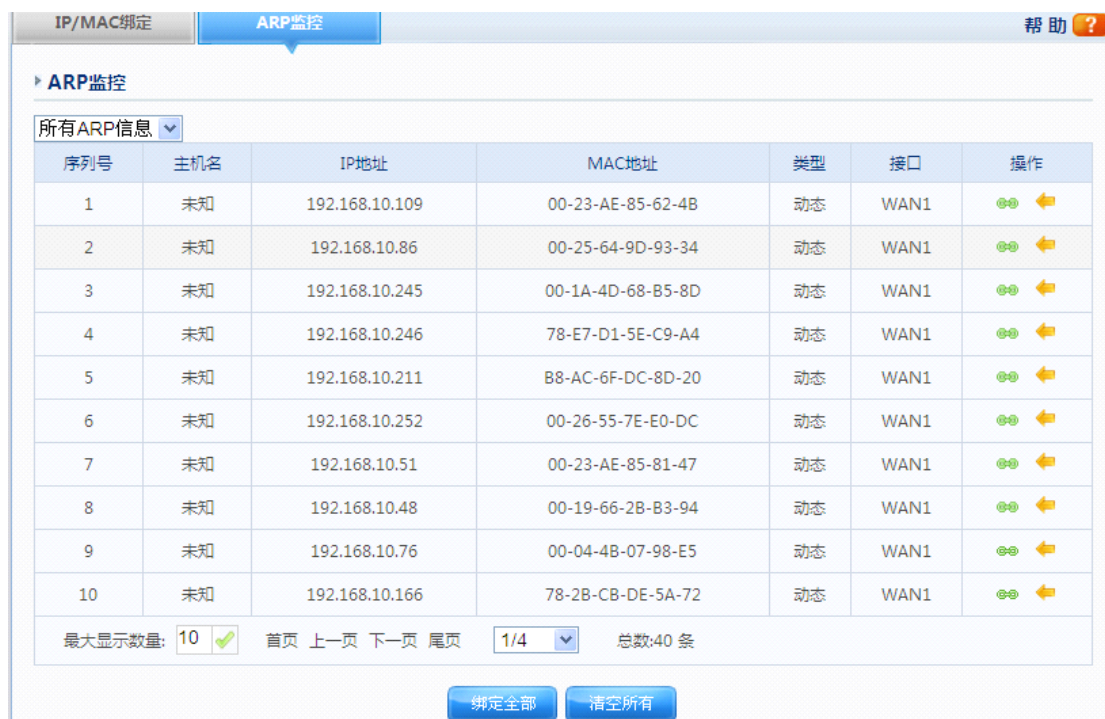 IP/MAC绑定 ARP监控 帮助 ?
ARP监控
所有ARP信息
序列号 主机名 IP地址 MAC地址 类型 接口 操作
1 未知 192.168.10.109 00-23-AE-85-62-4B 动态 WAN1
2 未知 192.168.10.86 00-25-64-9D-93-34 动态 WAN1
3 未知 192.168.10.245 00-1A-4D-68-B5-8D 动态 WAN1
4 未知 192.168.10.246 78-E7-D1-5E-C9-A4 动态 WAN1
5 未知 192.168.10.211 B8-AC-6F-DC-8D-20 动态 WAN1
6 未知 192.168.10.252 00-26-55-7E-E0-DC 动态 WAN1
7 未知 192.168.10.51 00-23-AE-85-81-47 动态 WAN1
8 未知 192.168.10.48 00-19-66-2B-B3-94 动态 WAN1
9 未知 192.168.10.76 00-04-4B-07-98-E5 动态 WAN1
10 未知 192.168.10.166 78-2B-CB-DE-5A-72 动态 WAN1
最大显示数量: 10 首页 上一页 下一页 尾页 1/4 总数:40 条
绑定全部 清空所有